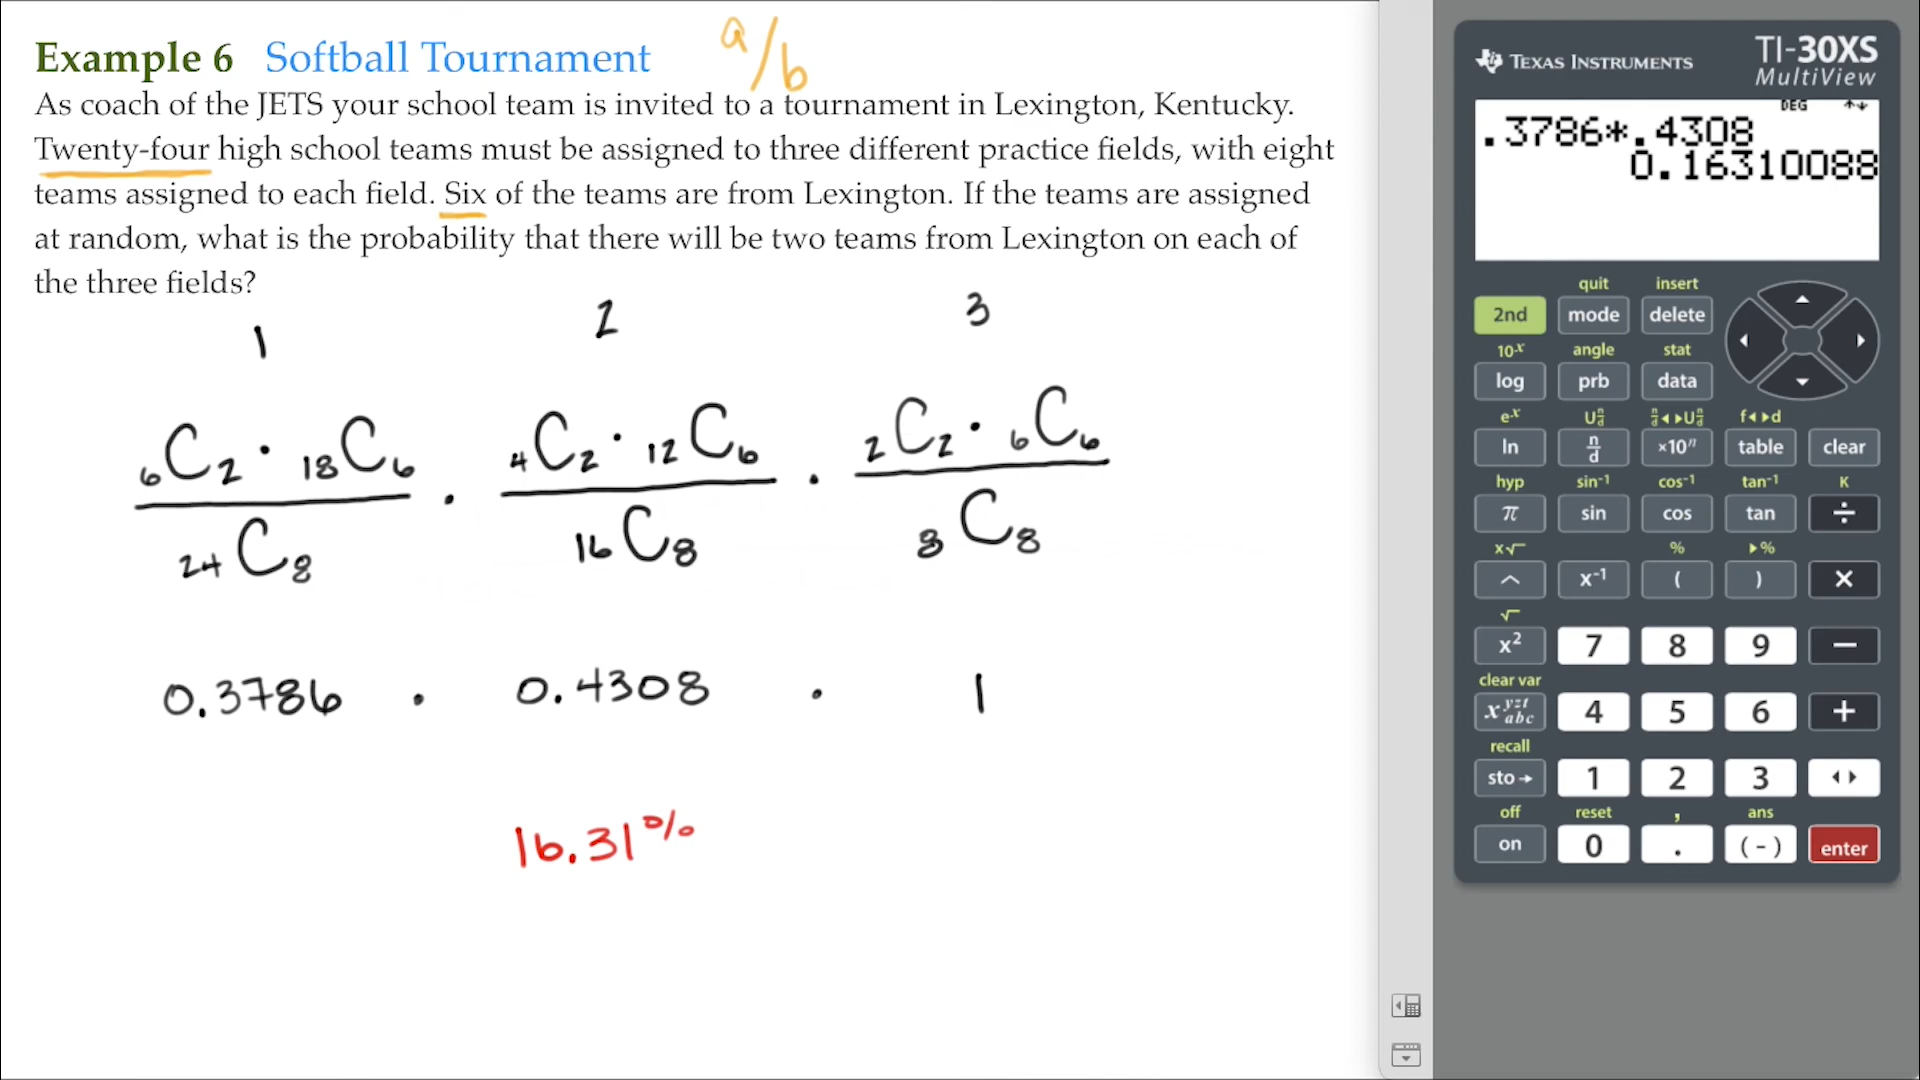 Example 6 Softball Tournament a/b
As coach of the JETS your school team is invited to a tournament in Lexington, Kentucky.
Twenty-four high school teams must be assigned to three different practice fields, with eight
teams assigned to each field. Six of the teams are from Lexington. If the teams are assigned
at random, what is the probability that there will be two teams from Lexington on each of
the three fields?
1 2 3
₆C₂ · ₁₈C₆ ₄C₂ · ₁₂C₆ ₂C₂ · ₆C₆
· ·
₂₄C₈ ₁₆C₈ ₈C₈
0.3786 · 0.4308 · 1
16.31%
TEXAS INSTRUMENTS TI-30XS
MultiView
DEG
.3786*.4308
0.16310088
quit insert
2nd mode delete
10ˣ angle stat
log prb data
eˣ U n/d n/d ◂▸ U n/d f◂▸d
ln n/d ×10ⁿ table clear
hyp sin⁻¹ cos⁻¹ tan⁻¹ K
π sin cos tan ÷
x√ % ▸%
^ x⁻¹ ( ) ×
√
x² 7 8 9 −
clear var
x yzt abc 4 5 6 +
recall
sto→ 1 2 3 ◂▸
off reset , ans
on 0 . (-) enter